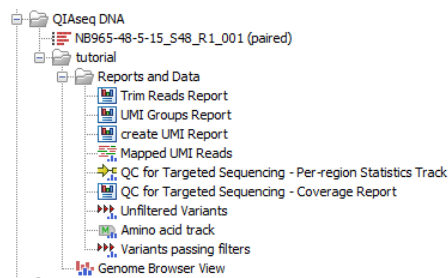 QIAseq DNA
NB965-48-5-15_S48_R1_001 (paired)
tutorial
Reports and Data
Trim Reads Report
UMI Groups Report
create UMI Report
Mapped UMI Reads
QC for Targeted Sequencing - Per-region Statistics Track
QC for Targeted Sequencing - Coverage Report
Unfiltered Variants
Amino acid track
Variants passing filters
Genome Browser View